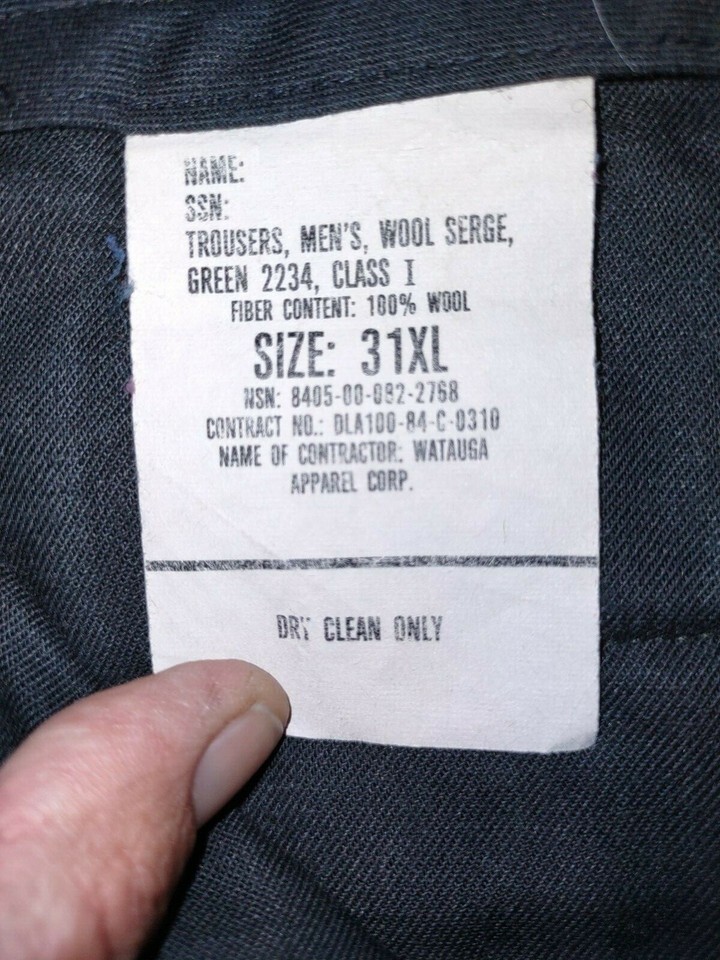 NAME:
SSN:
TROUSERS, MEN'S, WOOL SERGE,
GREEN 2234, CLASS I
FIBER CONTENT: 100% WOOL
SIZE: 31XL
NSN: 8405-00-082-2768
CONTRACT NO.: DLA100-84-C-0310
NAME OF CONTRACTOR: WATAUGA
APPAREL CORP.
DRY CLEAN ONLY